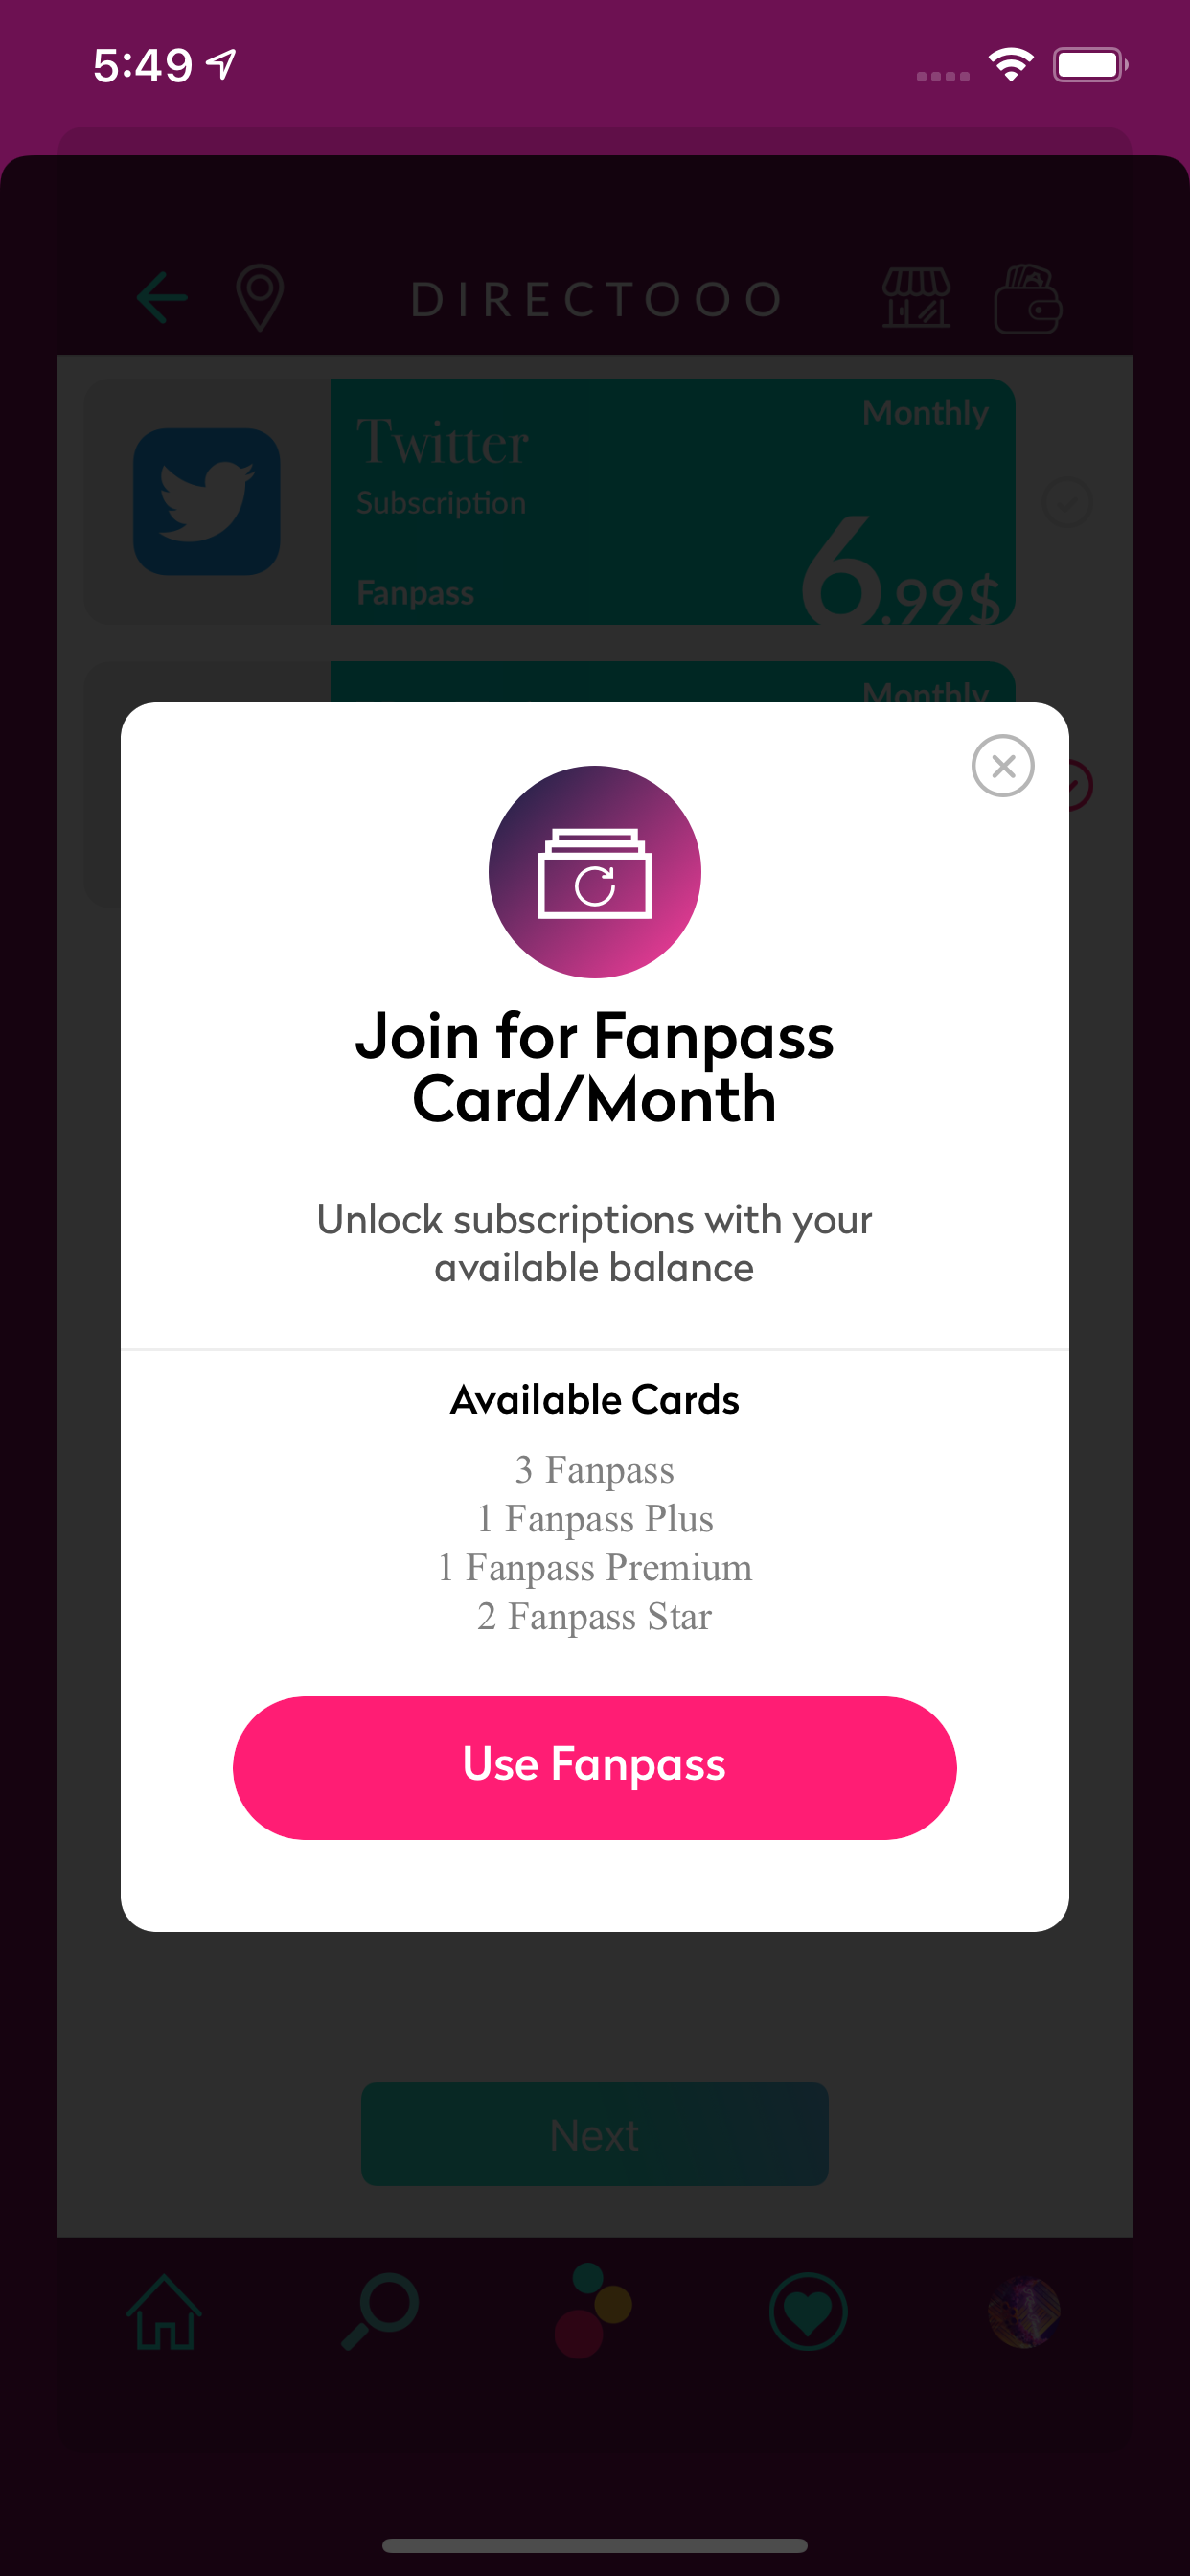 5:49
DIRECTOOO
Monthly
Twitter
Subscription
Fanpass
6.99$
Monthly
Join for Fanpass
Card/Month
Unlock subscriptions with your
available balance
Available Cards
3 Fanpass
1 Fanpass Plus
1 Fanpass Premium
2 Fanpass Star
Use Fanpass
Next